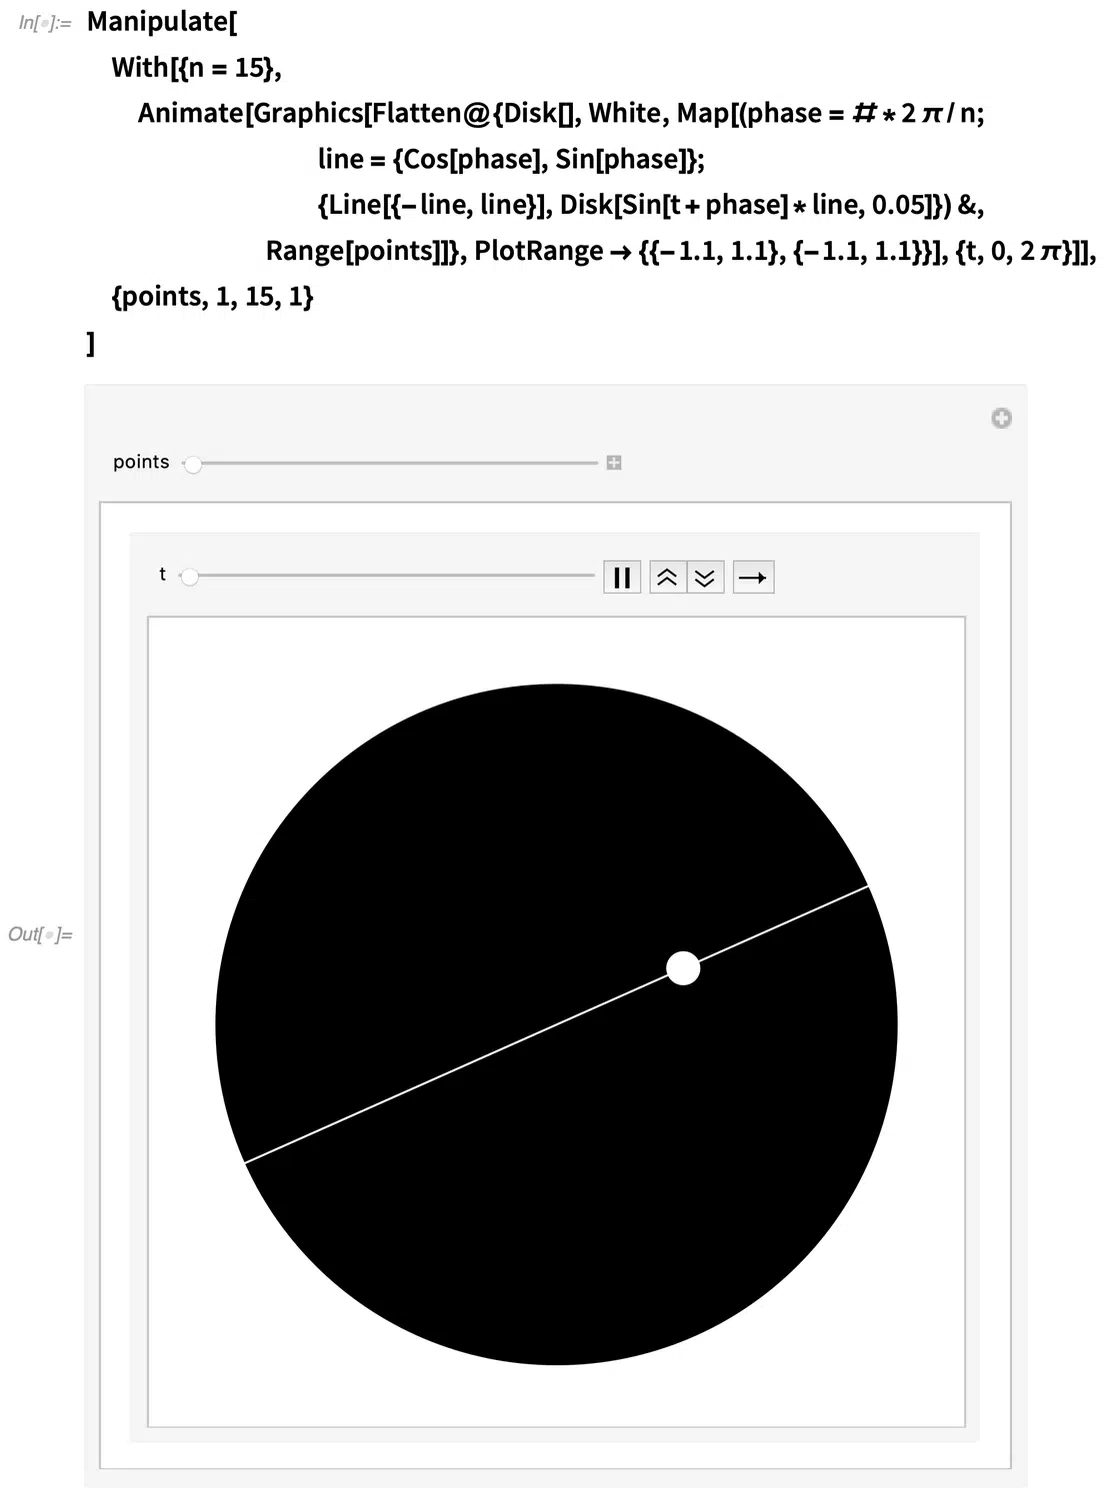 In[•]:= Manipulate[
With[{n = 15},
Animate[Graphics[Flatten@{Disk[], White, Map[(phase = # * 2 π / n;
line = {Cos[phase], Sin[phase]};
{Line[{-line, line}], Disk[Sin[t + phase] * line, 0.05]}) &,
Range[points]]}, PlotRange → {{-1.1, 1.1}, {-1.1, 1.1}}], {t, 0, 2 π}]],
{points, 1, 15, 1}
]
points
t
Out[•]=